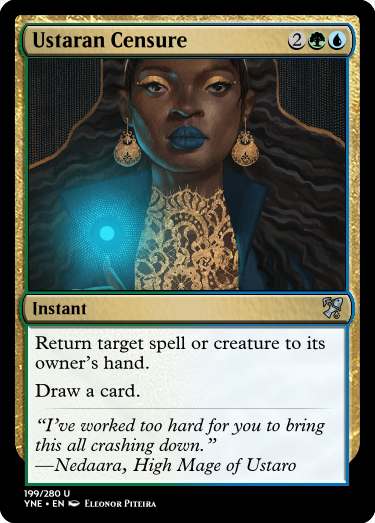 Ustaran Censure 2
Instant
Return target spell or creature to its
owner's hand.
Draw a card.
“I've worked too hard for you to bring
this all crashing down.”
—Nedaara, High Mage of Ustaro
199/280 U
YNE • EN Eleonor Piteira